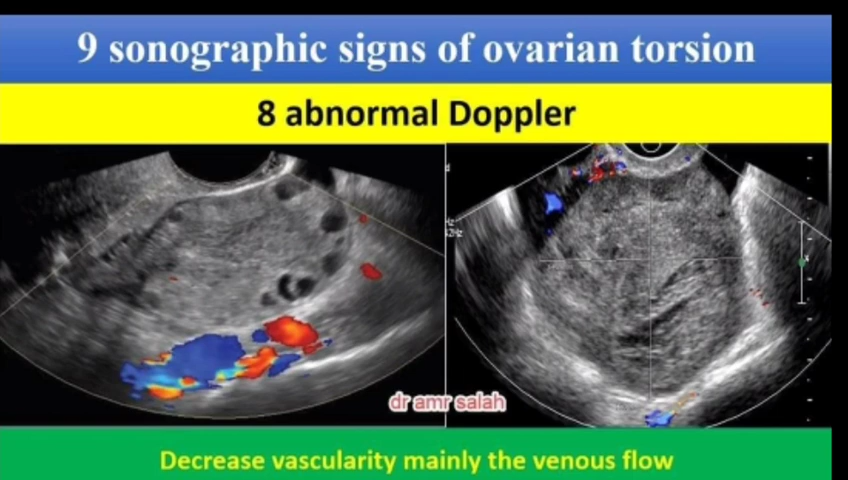 9 sonographic signs of ovarian torsion
8 abnormal Doppler
dr amr salah
Decrease vascularity mainly the venous flow